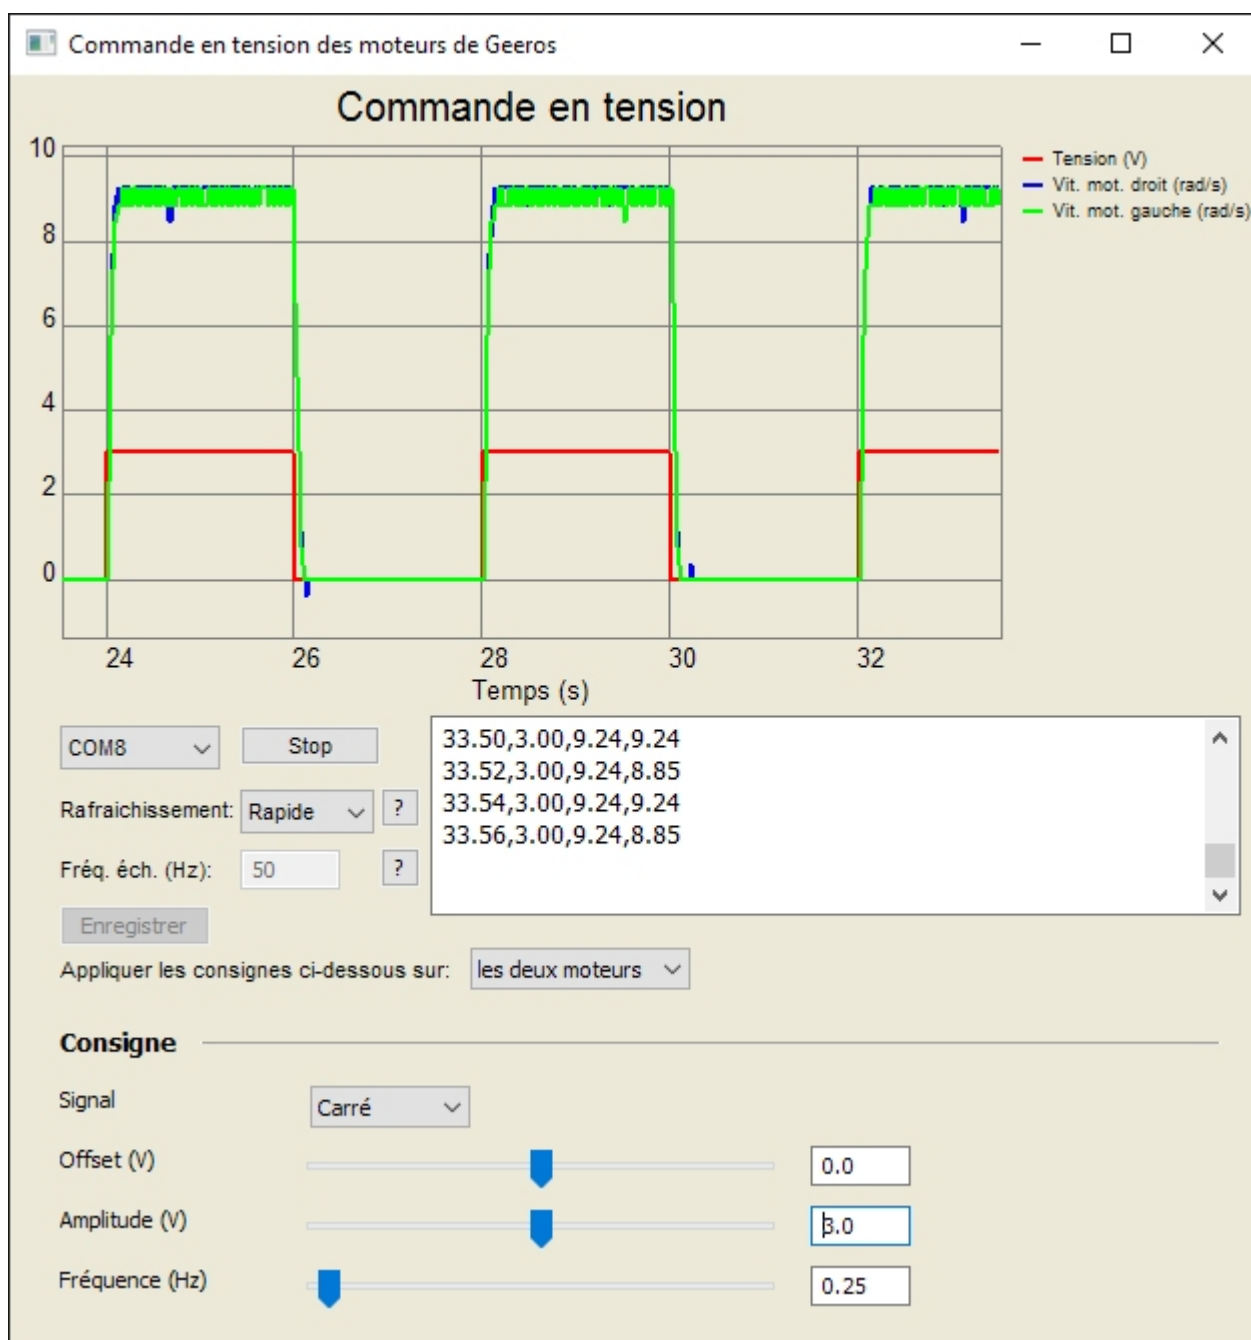 Commande en tension des moteurs de Geeros
Commande en tension
10
8
6
4
2
0
24 26 28 30 32
Temps (s)
Tension (V)
Vit. mot. droit (rad/s)
Vit. mot. gauche (rad/s)
COM8 Stop
Rafraichissement: Rapide ?
Fréq. éch. (Hz): 50 ?
Enregistrer
33.50,3.00,9.24,9.24
33.52,3.00,9.24,8.85
33.54,3.00,9.24,9.24
33.56,3.00,9.24,8.85
Appliquer les consignes ci-dessous sur: les deux moteurs
Consigne
Signal Carré
Offset (V) 0.0
Amplitude (V) 3.0
Fréquence (Hz) 0.25